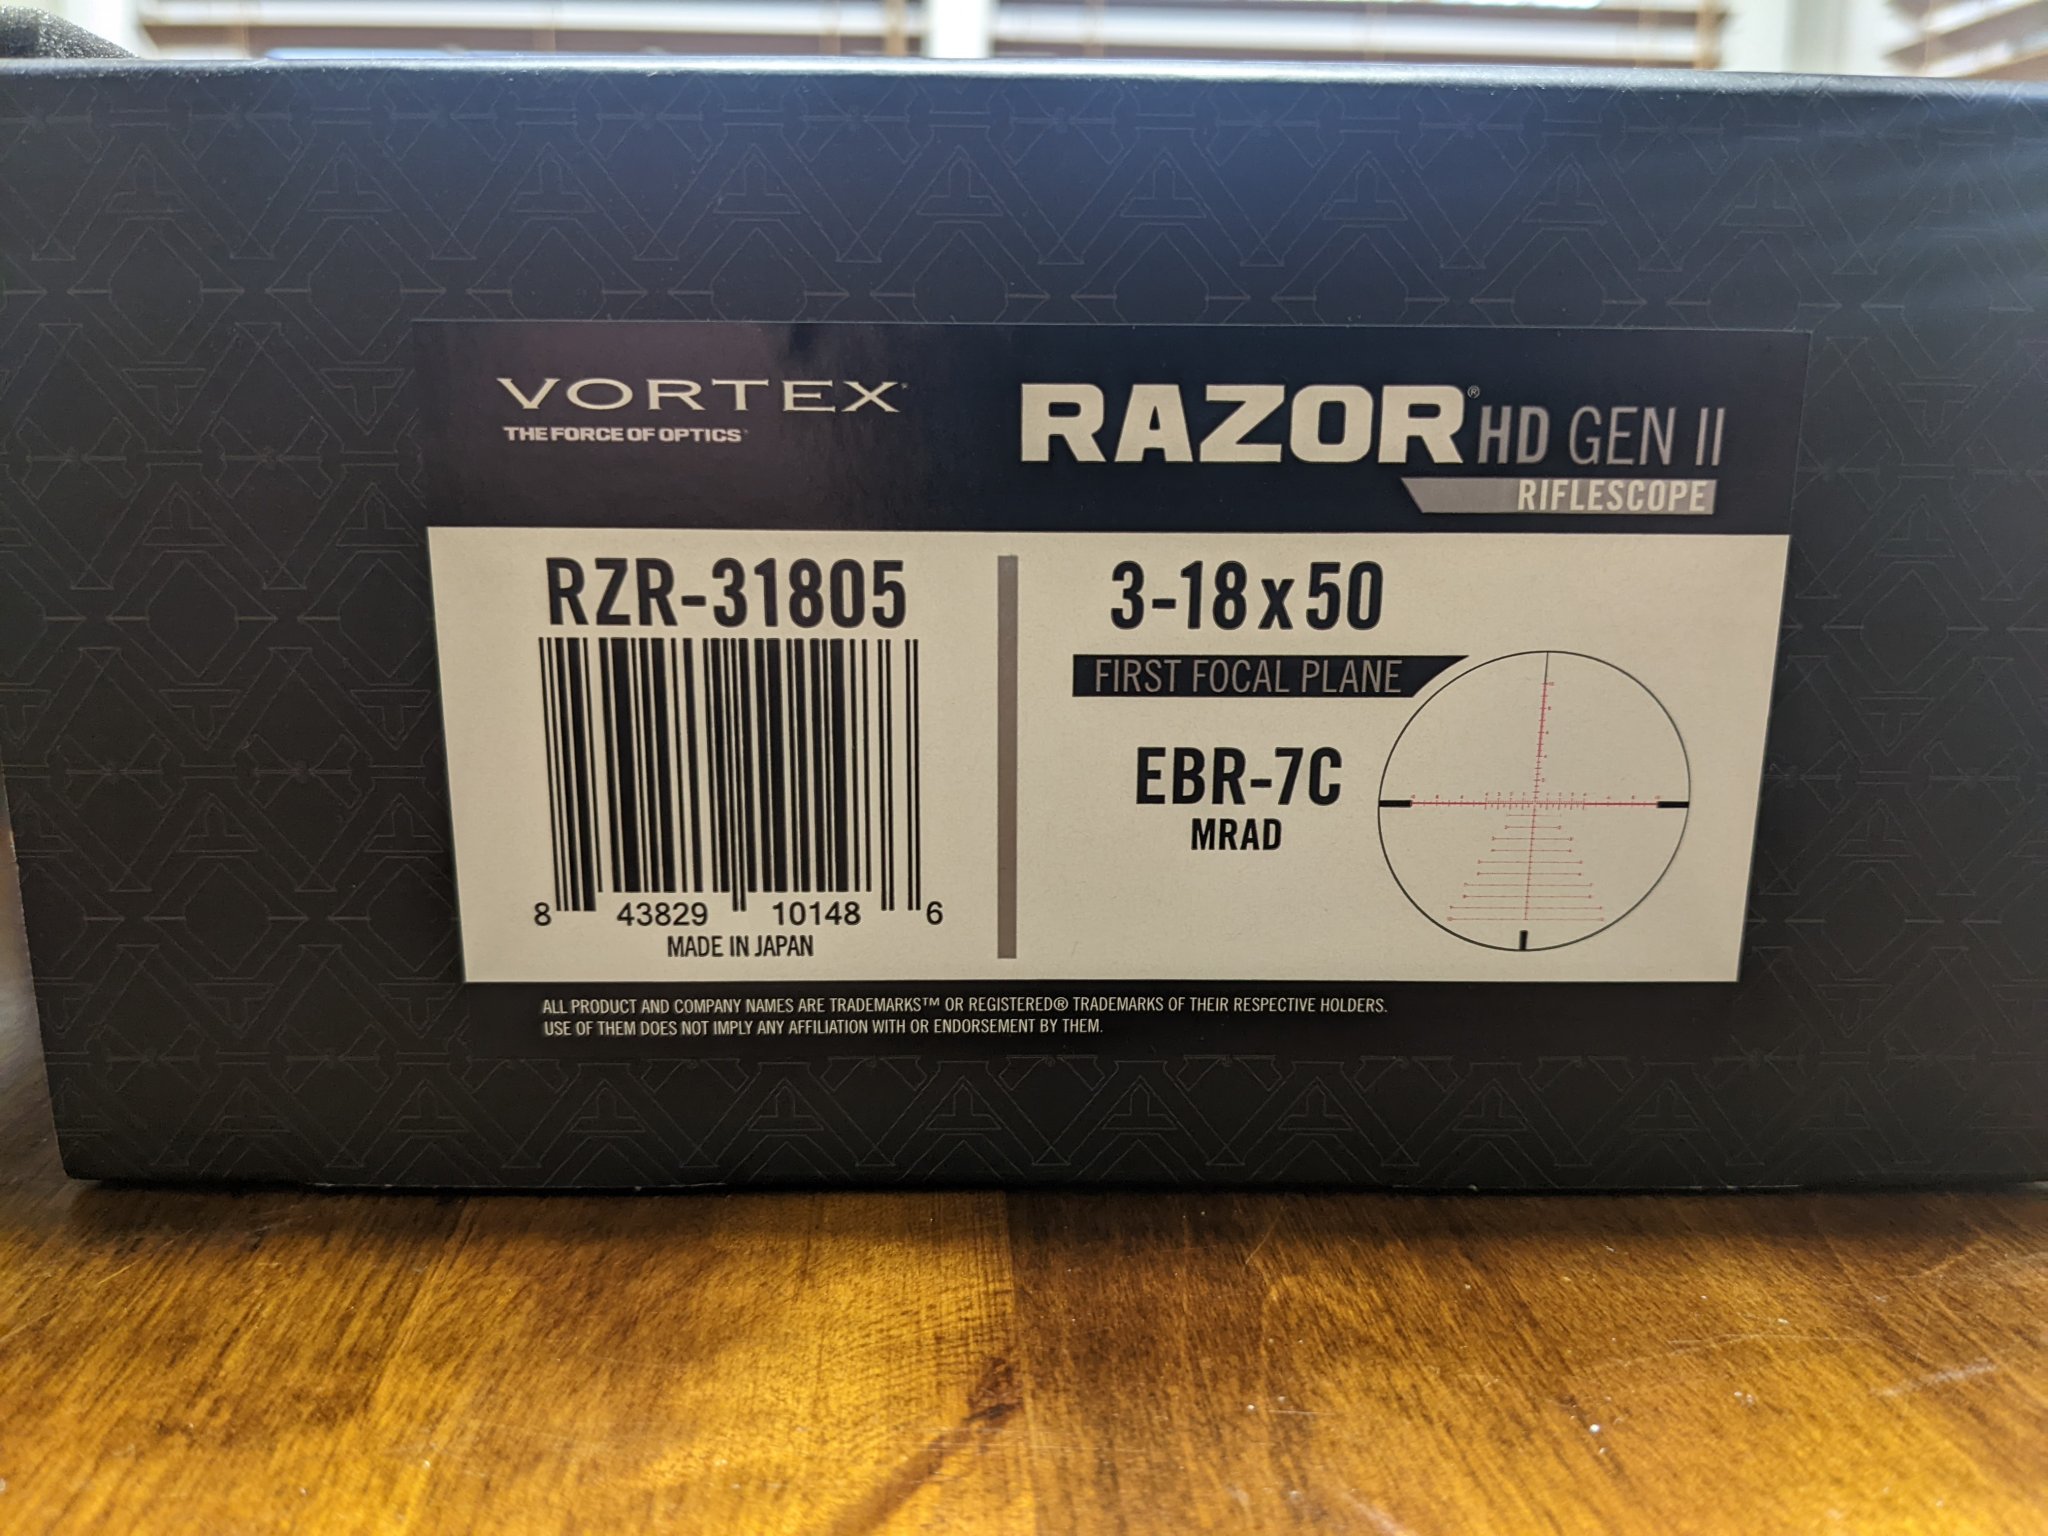 VORTEX®
THE FORCE OF OPTICS™
RAZOR® HD GEN II
RIFLESCOPE
RZR-31805
8 43829 10148 6
MADE IN JAPAN
3-18x50
FIRST FOCAL PLANE
EBR-7C
MRAD
ALL PRODUCT AND COMPANY NAMES ARE TRADEMARKS™ OR REGISTERED® TRADEMARKS OF THEIR RESPECTIVE HOLDERS.
USE OF THEM DOES NOT IMPLY ANY AFFILIATION WITH OR ENDORSEMENT BY THEM.